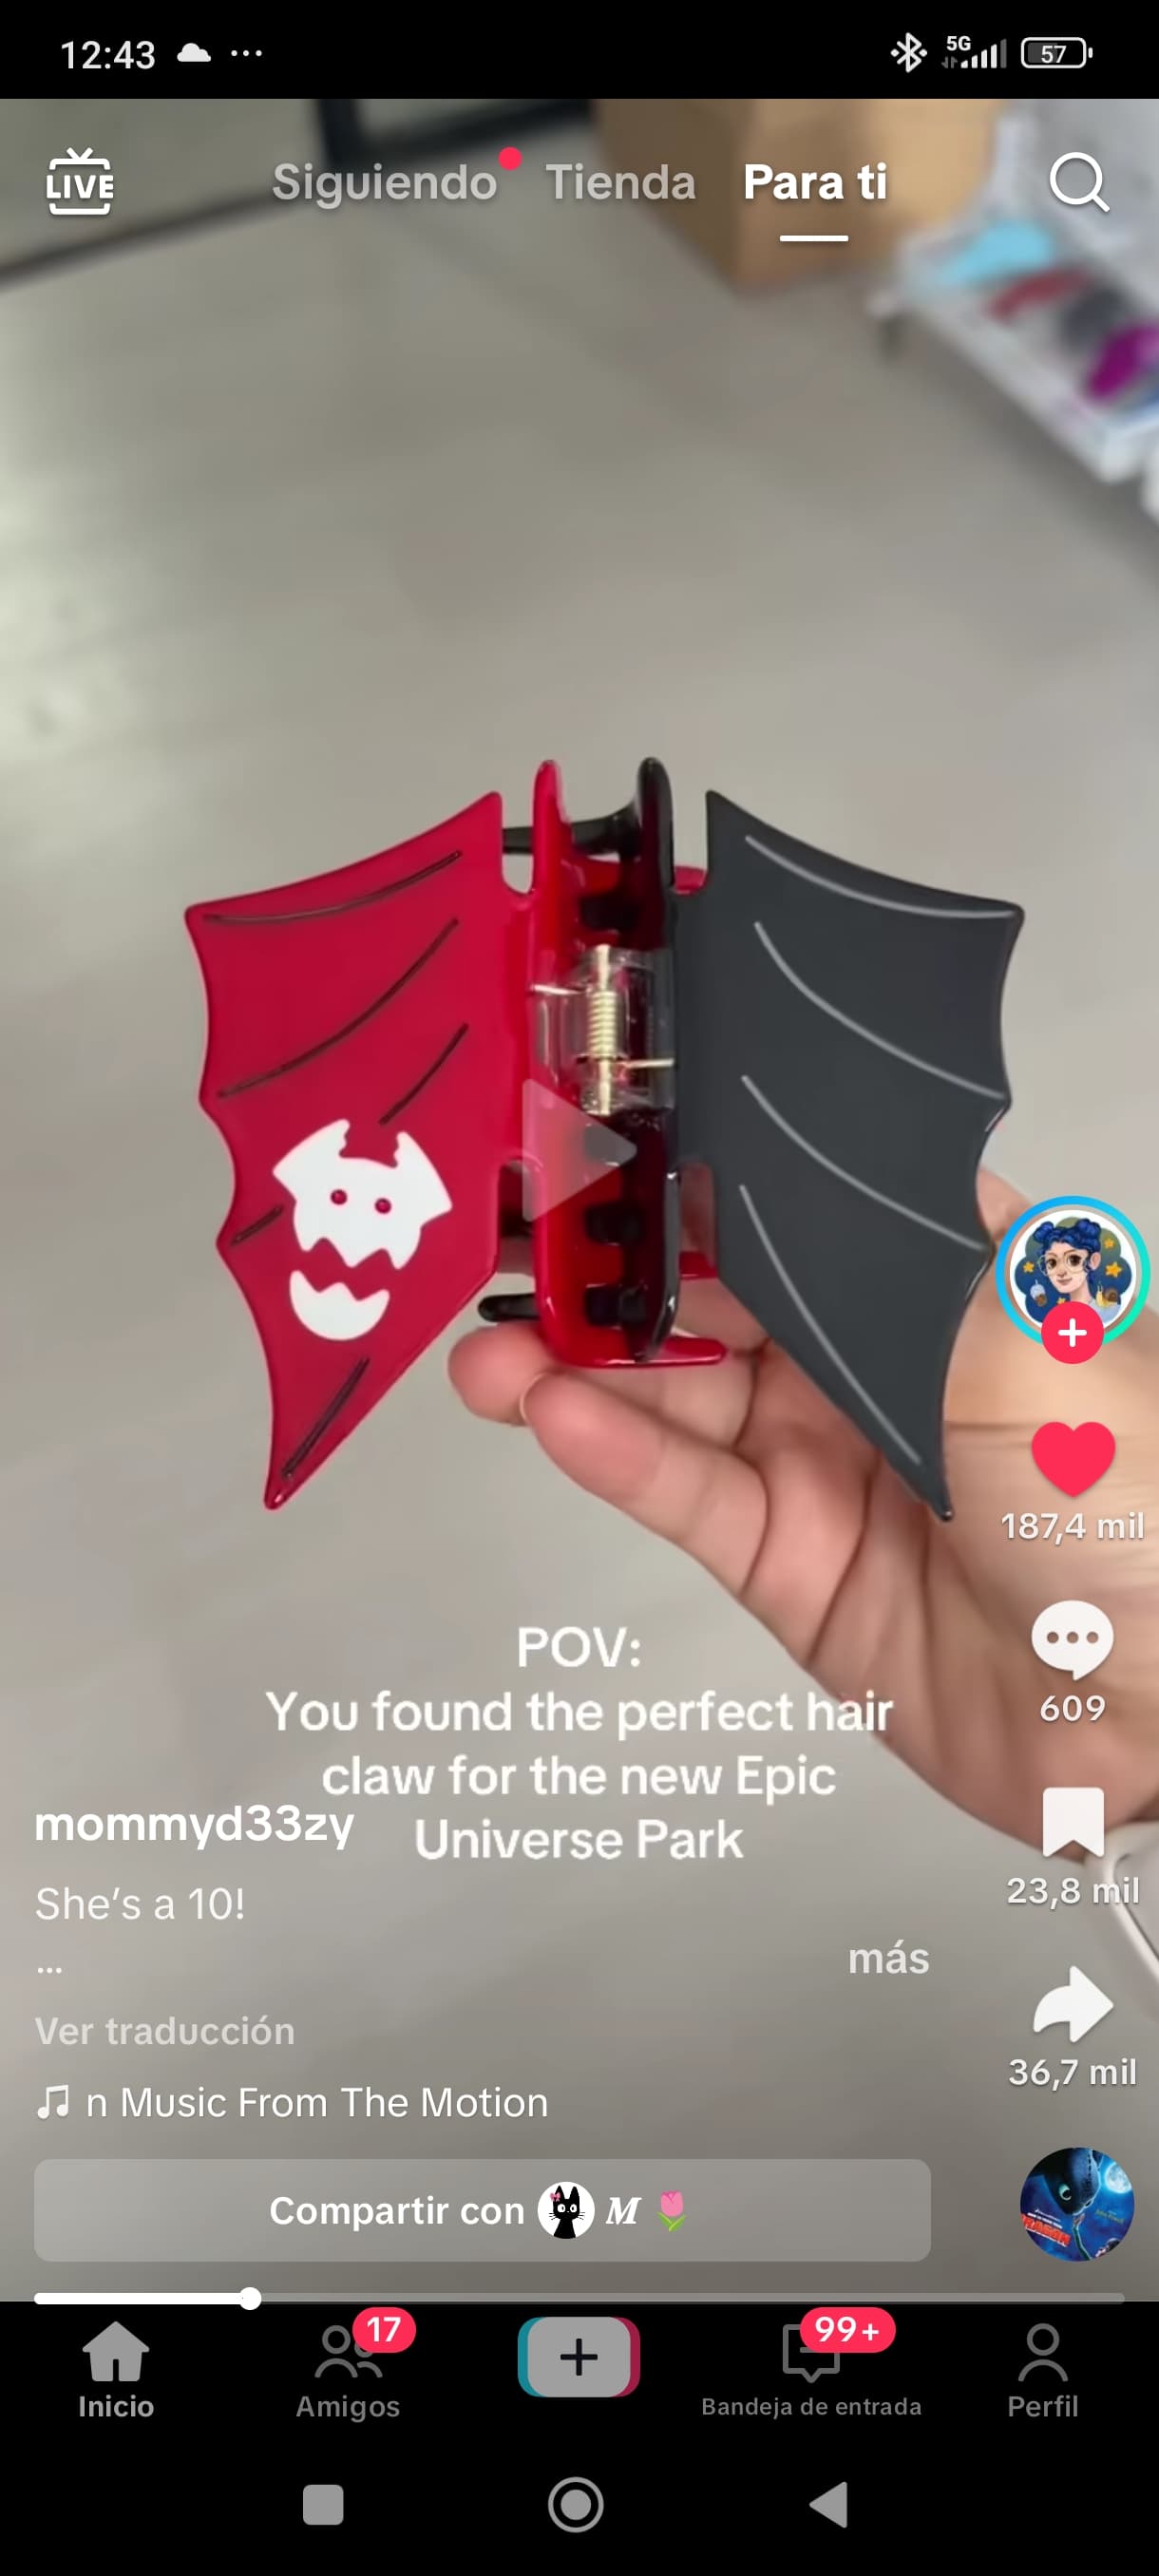 12:43
5G
57
LIVE
Siguiendo
Tienda
Para ti
187,4 mil
POV:
You found the perfect hair
claw for the new Epic
Universe Park
609
mommyd33zy
She’s a 10!
...
más
23,8 mil
Ver traducción
♫ n Music From The Motion
36,7 mil
Compartir con M 🌷
Inicio
17
Amigos
99+
Bandeja de entrada
Perfil